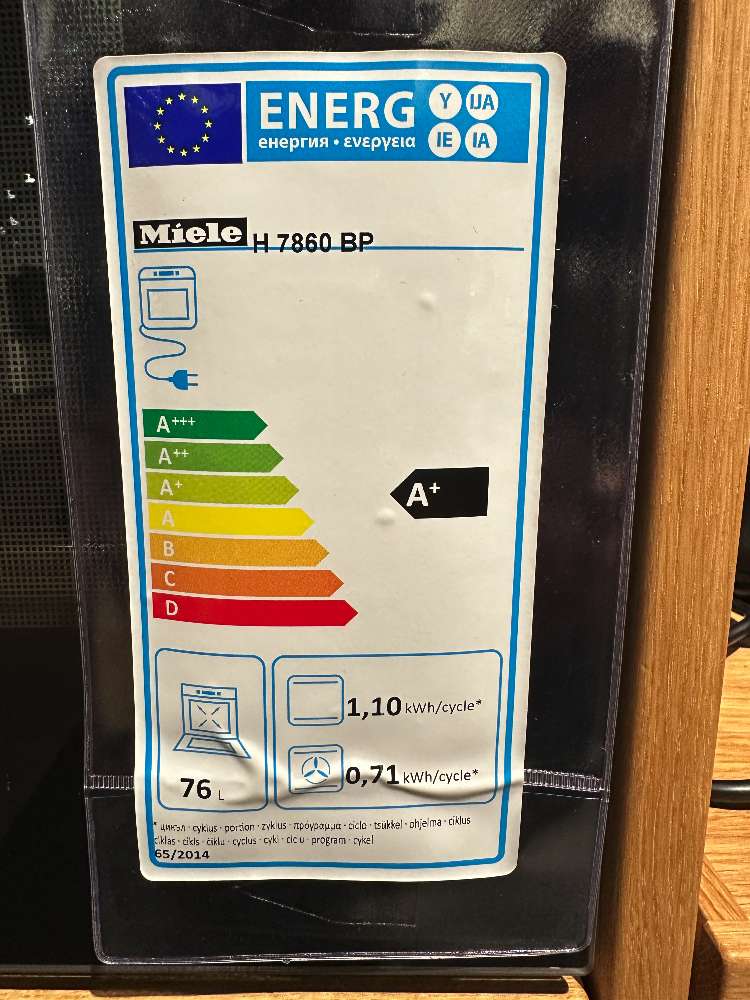 ENERG Y IJA
енергия · ενεργεια IE IA
Miele H 7860 BP
A+++
A++
A+
A
B
C
D
A+
1,10 kWh/cycle*
0,71 kWh/cycle*
76 L
* цикъл · cyklus · portion · zyklus · πρόγραμμα · ciclo · tsükkel · ohjelma · ciklus
ciklas · cikls · ċiklu · cyclus · cykl · ciclu · program · cykel
65/2014